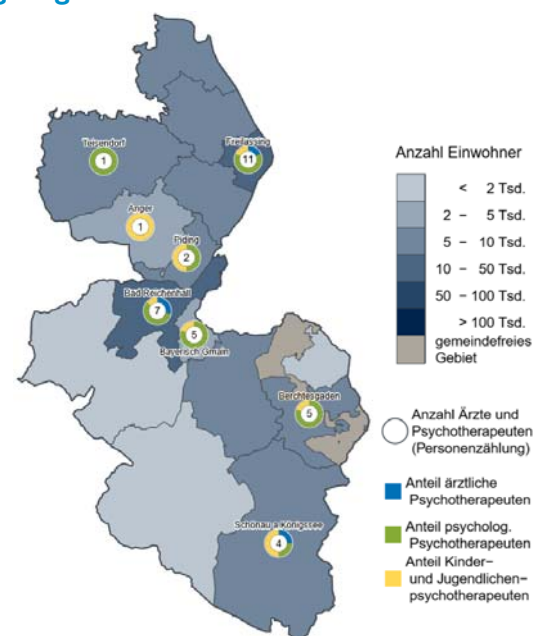 Teisendorf
1
Freilassing
11
Anger
1
Piding
2
Bad Reichenhall
7
5
Bayerisch Gmain
Berchtesgaden
5
Schönau a Königssee
4
Anzahl Einwohner
< 2 Tsd.
2 – 5 Tsd.
5 – 10 Tsd.
10 – 50 Tsd.
50 – 100 Tsd.
> 100 Tsd.
gemeindefreies
Gebiet
Anzahl Ärzte und
Psychotherapeuten
(Personenzählung)
Anteil ärztliche
Psychotherapeuten
Anteil psycholog.
Psychotherapeuten
Anteil Kinder–
und Jugendlichen–
psychotherapeuten